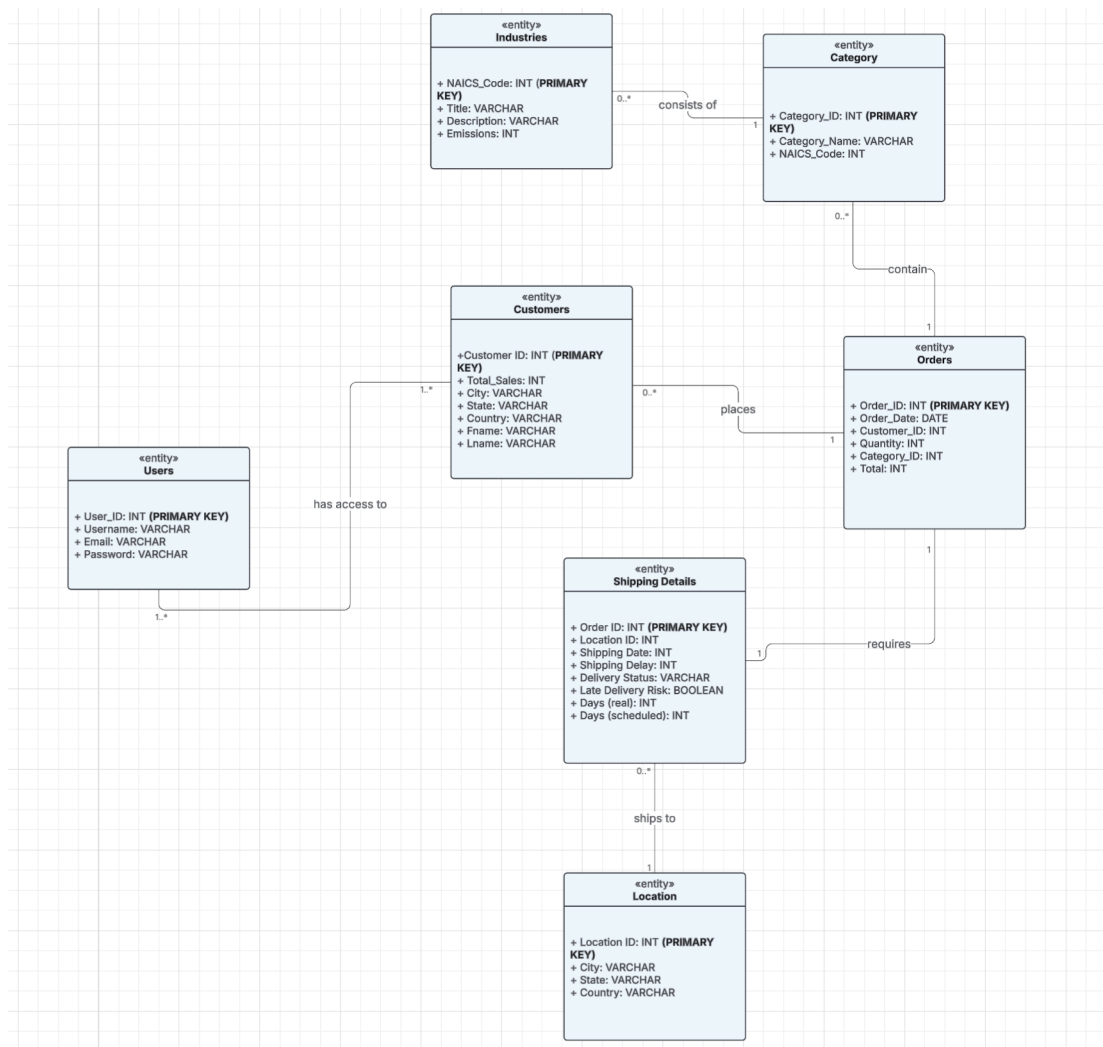 «entity»
Industries
+ NAICS_Code: INT (PRIMARY
KEY)
+ Title: VARCHAR
+ Description: VARCHAR
+ Emissions: INT
0..*
consists of
1
«entity»
Category
+ Category_ID: INT (PRIMARY
KEY)
+ Category_Name: VARCHAR
+ NAICS_Code: INT
0..*
contain
1
«entity»
Customers
+Customer ID: INT (PRIMARY
KEY)
+ Total_Sales: INT
+ City: VARCHAR
+ State: VARCHAR
+ Country: VARCHAR
+ Fname: VARCHAR
+ Lname: VARCHAR
1..*
0..*
places
1
«entity»
Orders
+ Order_ID: INT (PRIMARY KEY)
+ Order_Date: DATE
+ Customer_ID: INT
+ Quantity: INT
+ Category_ID: INT
+ Total: INT
1
«entity»
Users
+ User_ID: INT (PRIMARY KEY)
+ Username: VARCHAR
+ Email: VARCHAR
+ Password: VARCHAR
1..*
has access to
«entity»
Shipping Details
+ Order ID: INT (PRIMARY KEY)
+ Location ID: INT
+ Shipping Date: INT
+ Shipping Delay: INT
+ Delivery Status: VARCHAR
+ Late Delivery Risk: BOOLEAN
+ Days (real): INT
+ Days (scheduled): INT
1
requires
0..*
ships to
1
«entity»
Location
+ Location ID: INT (PRIMARY
KEY)
+ City: VARCHAR
+ State: VARCHAR
+ Country: VARCHAR